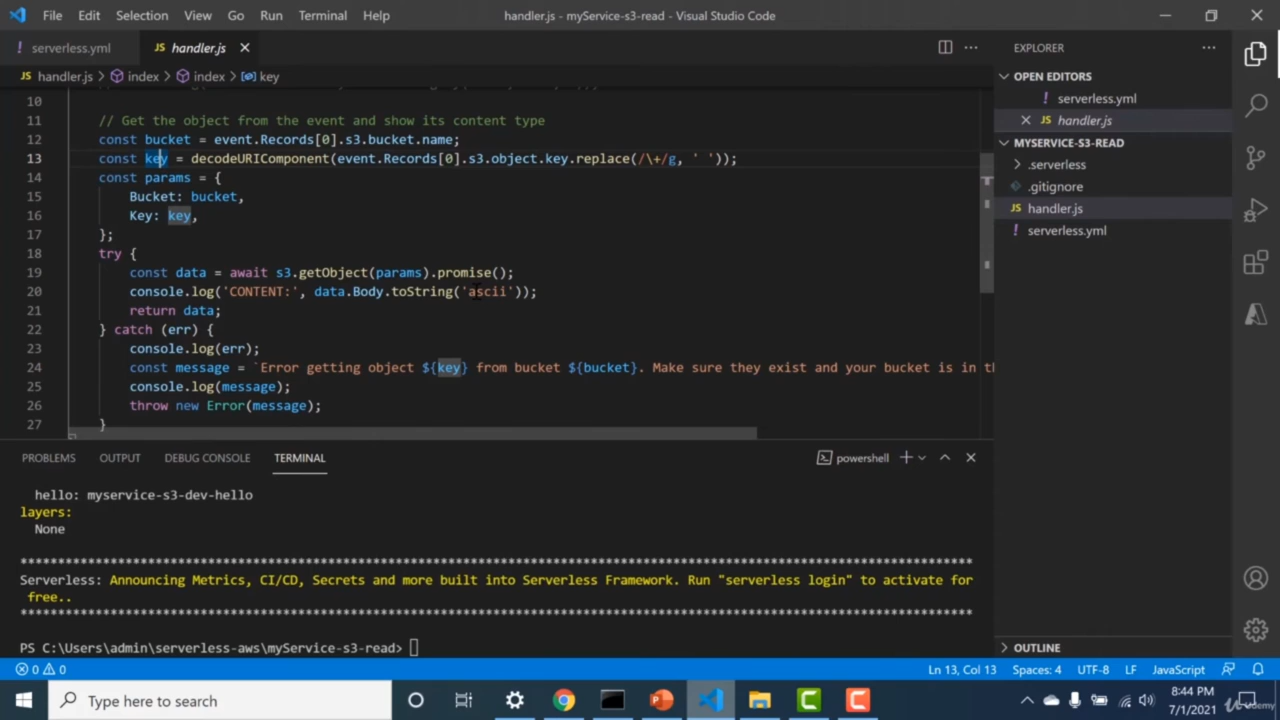 File Edit Selection View Go Run Terminal Help handler.js - myService-s3-read - Visual Studio Code
! serverless.yml JS handler.js
JS handler.js > index > index > key
10
11 // Get the object from the event and show its content type
12 const bucket = event.Records[0].s3.bucket.name;
13 const key = decodeURIComponent(event.Records[0].s3.object.key.replace(/\+/g, ' '));
14 const params = {
15 Bucket: bucket,
16 Key: key,
17 };
18 try {
19 const data = await s3.getObject(params).promise();
20 console.log('CONTENT:', data.Body.toString('ascii'));
21 return data;
22 } catch (err) {
23 console.log(err);
24 const message = `Error getting object ${key} from bucket ${bucket}. Make sure they exist and your bucket is in th
25 console.log(message);
26 throw new Error(message);
27 }
EXPLORER
OPEN EDITORS
! serverless.yml
JS handler.js
MYSERVICE-S3-READ
.serverless
.gitignore
JS handler.js
! serverless.yml
OUTLINE
PROBLEMS OUTPUT DEBUG CONSOLE TERMINAL powershell
hello: myservice-s3-dev-hello
layers:
None
****************************************************************************************************************************
Serverless: Announcing Metrics, CI/CD, Secrets and more built into Serverless Framework. Run "serverless login" to activate for
free..
****************************************************************************************************************************
PS C:\Users\admin\serverless-aws\myService-s3-read>
0 0 Ln 13, Col 13 Spaces: 4 UTF-8 LF JavaScript
Type here to search
8:44 PM
7/1/2021
Udemy